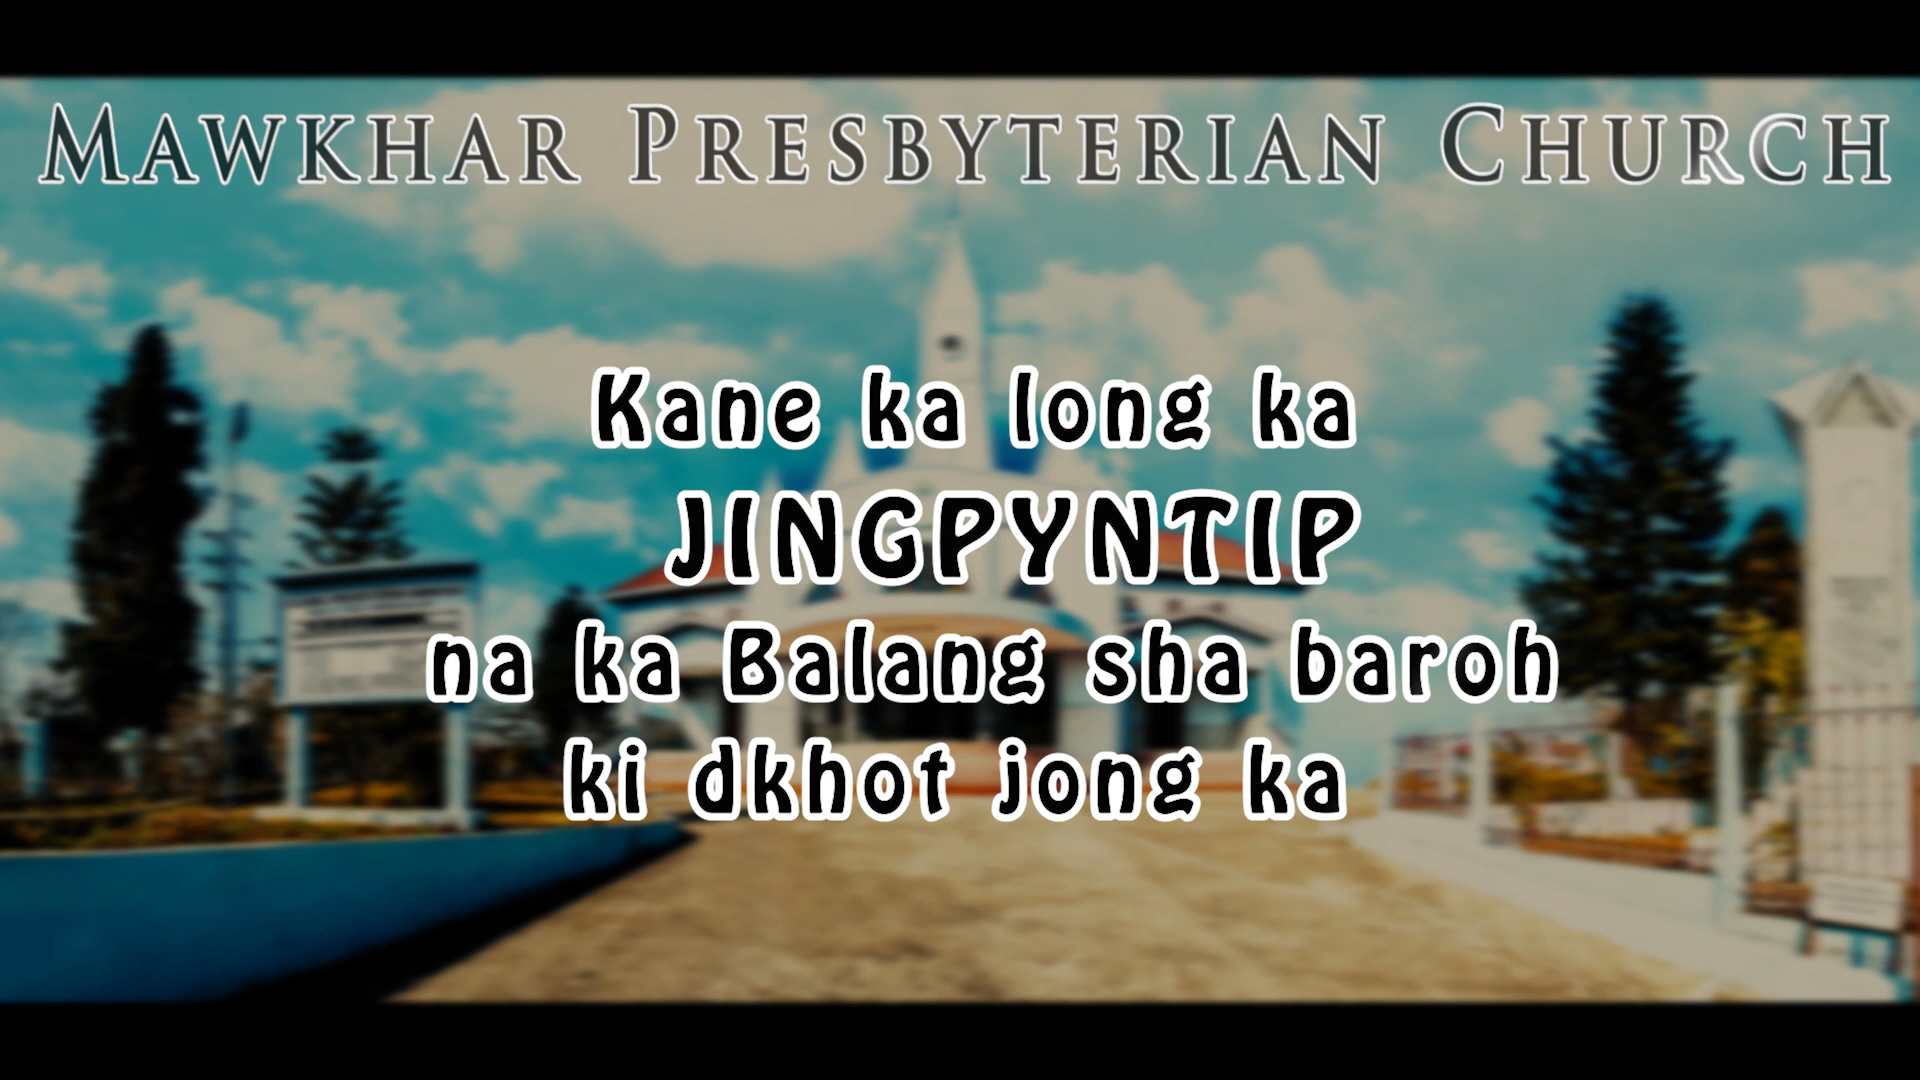 MAWKHAR PRESBYTERIAN CHURCH
Kane ka long ka
JINGPYNTIP
na ka Balang sha baroh
ki dkhot jong ka